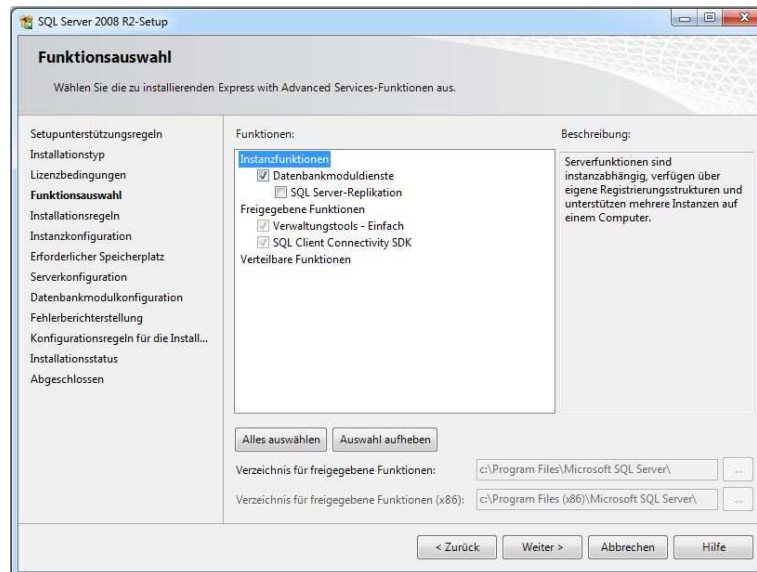 SQL Server 2008 R2-Setup
Funktionsauswahl
Wählen Sie die zu installierenden Express with Advanced Services-Funktionen aus.
Setupunterstützungsregeln
Installationstyp
Lizenzbedingungen
Funktionsauswahl
Installationsregeln
Instanzkonfiguration
Erforderlicher Speicherplatz
Serverkonfiguration
Datenbankmodulkonfiguration
Fehlerberichterstellung
Konfigurationsregeln für die Install...
Installationsstatus
Abgeschlossen
Funktionen:
Instanzfunktionen
Datenbankmoduldienste
SQL Server-Replikation
Freigegebene Funktionen
Verwaltungstools - Einfach
SQL Client Connectivity SDK
Verteilbare Funktionen
Beschreibung:
Serverfunktionen sind
instanzabhängig, verfügen über
eigene Registrierungsstrukturen und
unterstützen mehrere Instanzen auf
einem Computer.
Alles auswählen Auswahl aufheben
Verzeichnis für freigegebene Funktionen: c:\Program Files\Microsoft SQL Server\ ...
Verzeichnis für freigegebene Funktionen (x86): c:\Program Files (x86)\Microsoft SQL Server\ ...
< Zurück Weiter > Abbrechen Hilfe